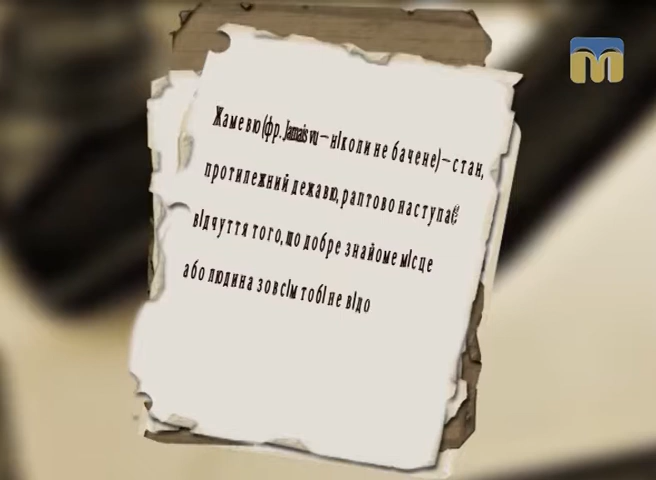 Жаме вю (фр. Jamais vu – ніколи не бачене) – стан,
протилежний дежавю, раптово наступає
відчуття того, що добре знайоме місце
або людина зовсім тобі не відо